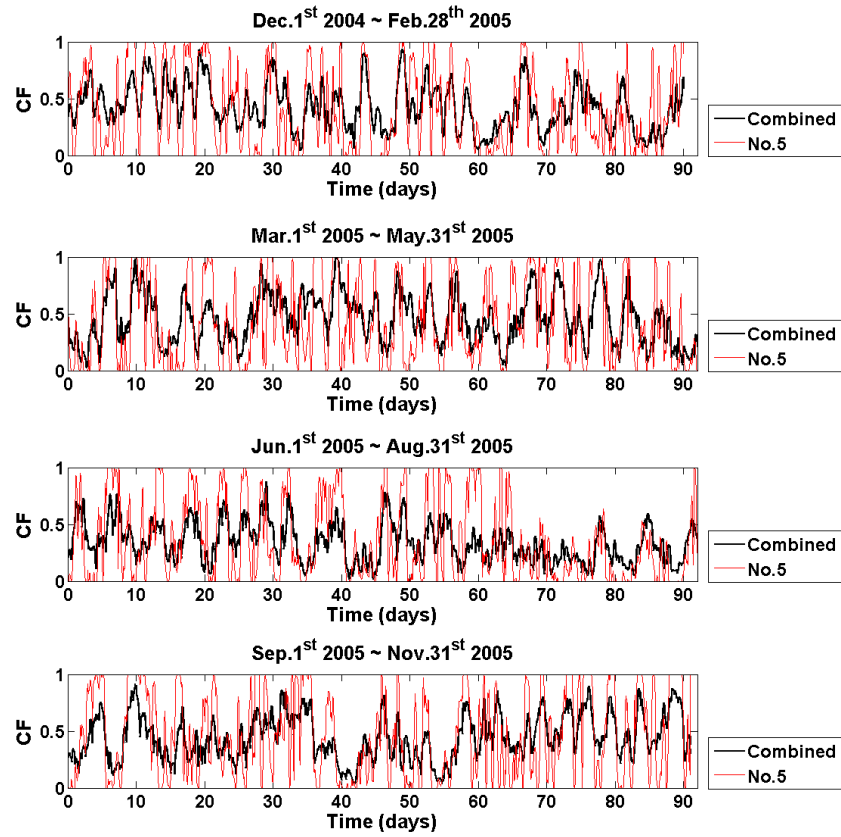 Dec.1st 2004 ~ Feb.28th 2005
1
0.5
0
CF
0 10 20 30 40 50 60 70 80 90
Time (days)
Combined
No.5
Mar.1st 2005 ~ May.31st 2005
1
0.5
0
CF
0 10 20 30 40 50 60 70 80 90
Time (days)
Combined
No.5
Jun.1st 2005 ~ Aug.31st 2005
1
0.5
0
CF
0 10 20 30 40 50 60 70 80 90
Time (days)
Combined
No.5
Sep.1st 2005 ~ Nov.31st 2005
1
0.5
0
CF
0 10 20 30 40 50 60 70 80 90
Time (days)
Combined
No.5